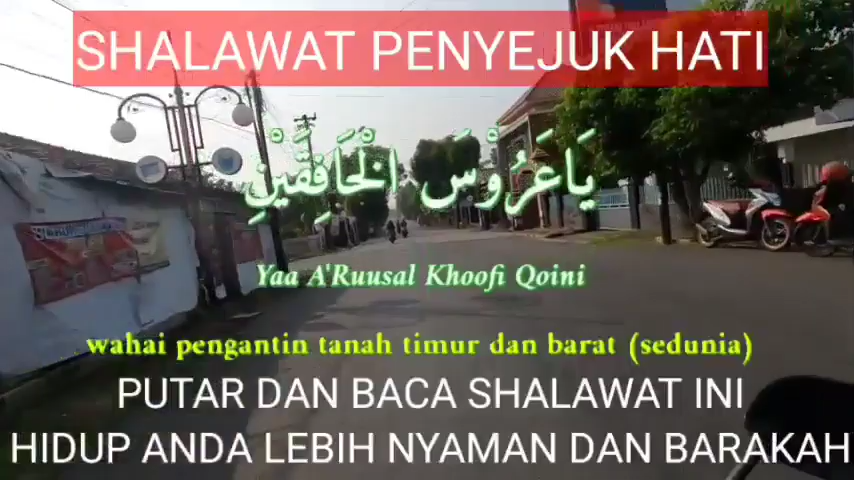 SHALAWAT PENYEJUK HATI
يَاعَرُوْسَ الْخَافِقَيْنِ
Yaa A'Ruusal Khoofi Qoini
wahai pengantin tanah timur dan barat (sedunia)
PUTAR DAN BACA SHALAWAT INI
HIDUP ANDA LEBIH NYAMAN DAN BARAKAH